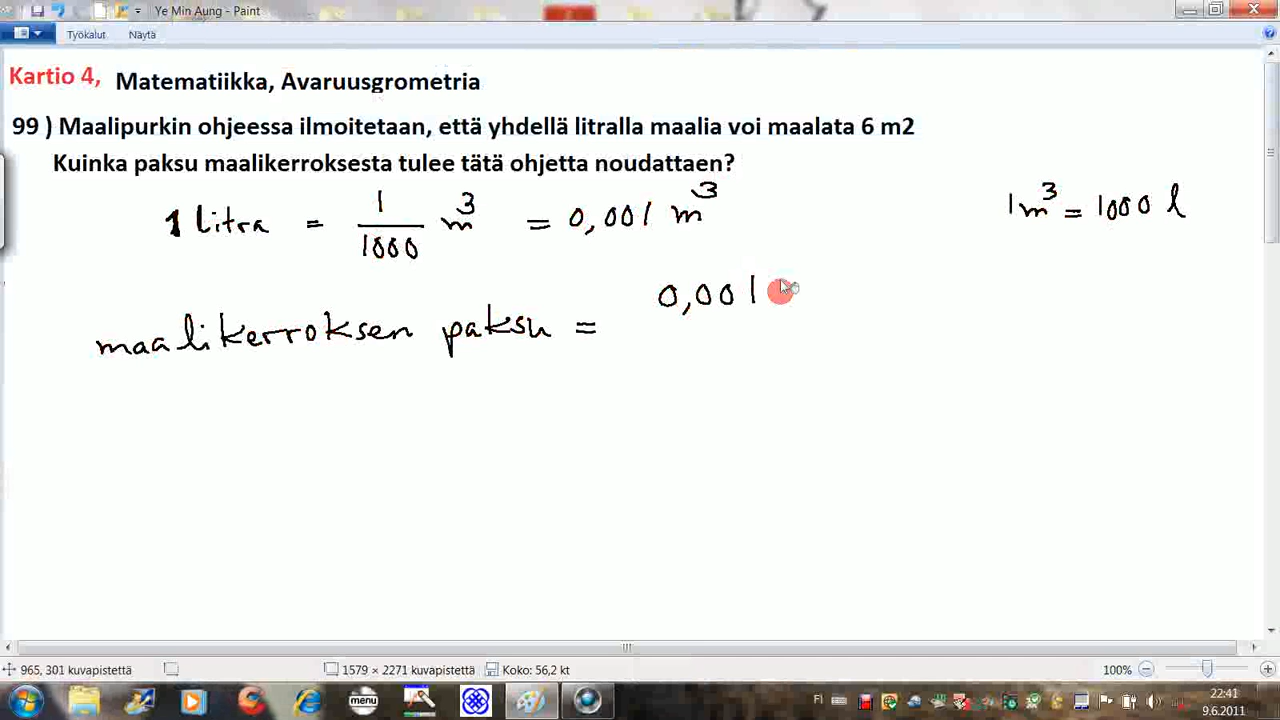 Ye Min Aung - Paint
Työkalut Näytä
Kartio 4, Matematiikka, Avaruusgrometria
99 ) Maalipurkin ohjeessa ilmoitetaan, että yhdellä litralla maalia voi maalata 6 m2
Kuinka paksu maalikerroksesta tulee tätä ohjetta noudattaen?
1 litra = 1/1000 m³ = 0,001 m³ 1m³ = 1000 l
maalikerroksen paksu = 0,001
965, 301 kuvapistettä 1579 × 2271 kuvapistettä Koko: 56,2 kt 100%
menu FI 22:41
9.6.2011